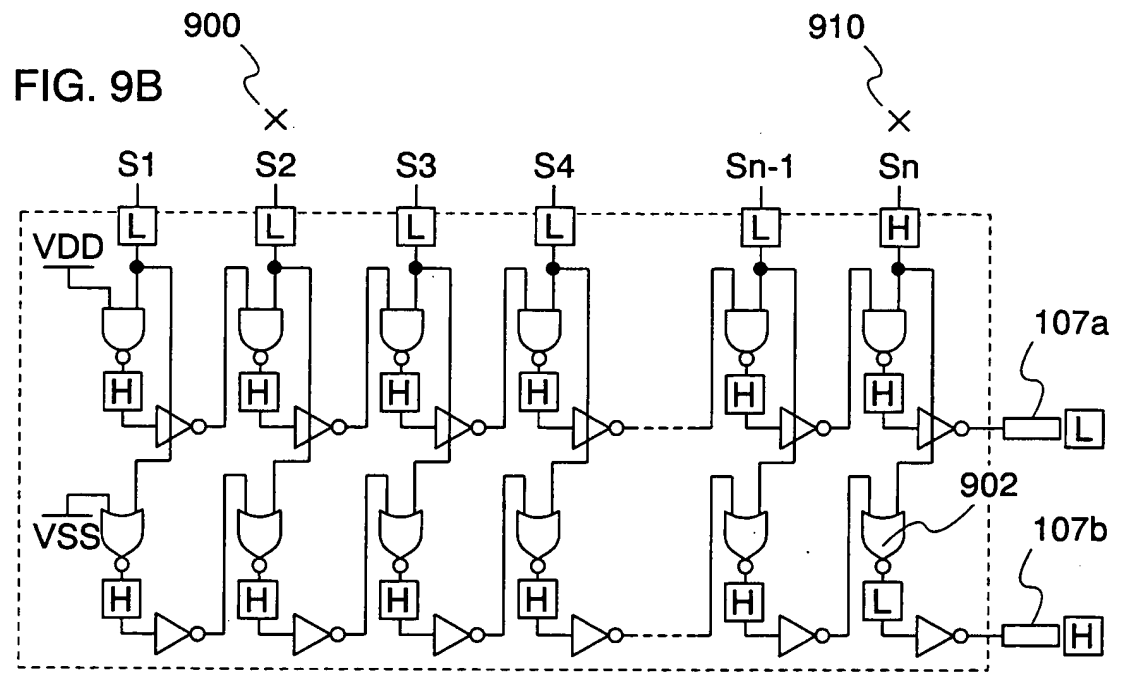 900
910
FIG. 9B
S1 S2 S3 S4 Sn-1 Sn
L L L L L H
VDD
107a
H H H H H H
L
902
VSS
107b
H H H H H L
H